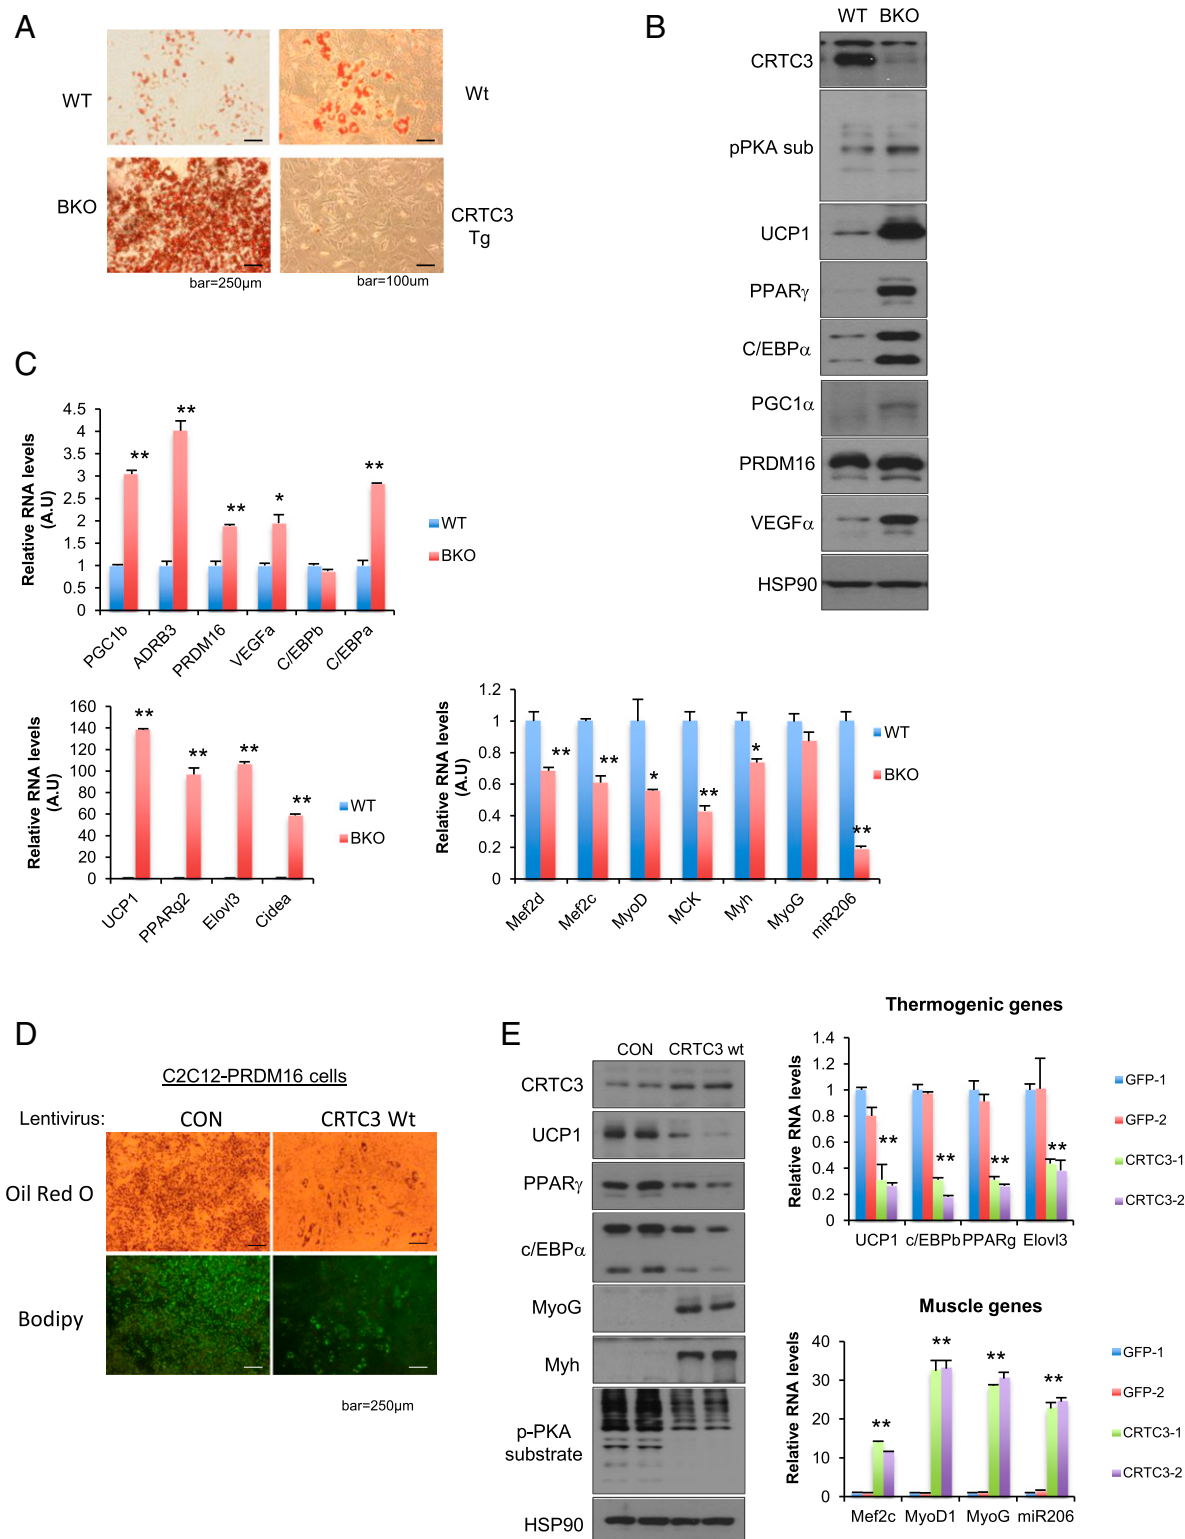 A
WT
Wt
BKO
CRTC3
Tg
bar=250μm
bar=100um
B
WT BKO
CRTC3
pPKA sub
UCP1
PPARγ
C/EBPα
PGC1α
PRDM16
VEGFα
HSP90
C
Relative RNA levels
(A.U)
4.5
4
3.5
3
2.5
2
1.5
1
0.5
0
**
**
**
*
**
PGC1b
ADRB3
PRDM16
VEGFa
C/EBPb
C/EBPa
WT
BKO
Relative RNA levels
(A.U)
160
140
120
100
80
60
40
20
0
**
**
**
**
UCP1
PPARg2
Elovl3
Cidea
WT
BKO
Relative RNA levels
(A.U)
1.2
1
0.8
0.6
0.4
0.2
0
**
**
*
**
*
**
Mef2d
Mef2c
MyoD
MCK
Myh
MyoG
miR206
WT
BKO
D
C2C12-PRDM16 cells
Lentivirus: CON CRTC3 Wt
Oil Red O
Bodipy
bar=250μm
E
CON CRTC3 wt
CRTC3
UCP1
PPARγ
c/EBPα
MyoG
Myh
p-PKA
substrate
HSP90
Thermogenic genes
Relative RNA levels
1.4
1.2
1
0.8
0.6
0.4
0.2
0
**
**
**
**
UCP1 c/EBPb PPARg Elovl3
GFP-1
GFP-2
CRTC3-1
CRTC3-2
Muscle genes
Relative RNA levels
40
30
20
10
0
**
**
**
**
Mef2c MyoD1 MyoG miR206
GFP-1
GFP-2
CRTC3-1
CRTC3-2